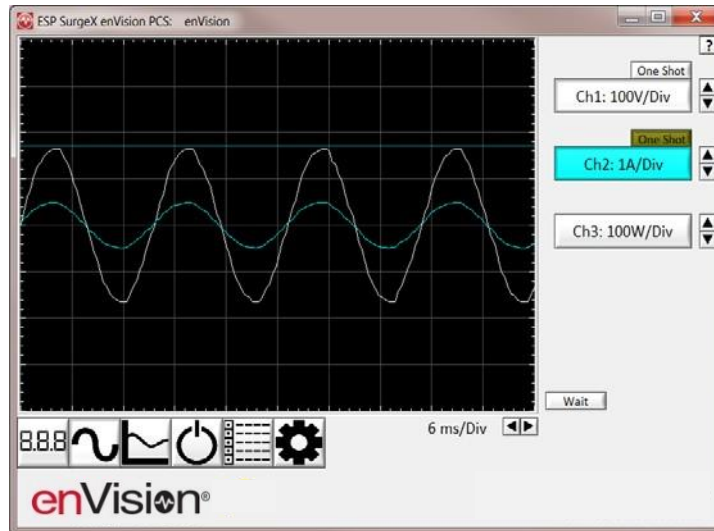 ESP SurgeX enVision PCS: enVision
?
One Shot
Ch1: 100V/Div
One Shot
Ch2: 1A/Div
Ch3: 100W/Div
Wait
6 ms/Div
8.8.8
enVision®